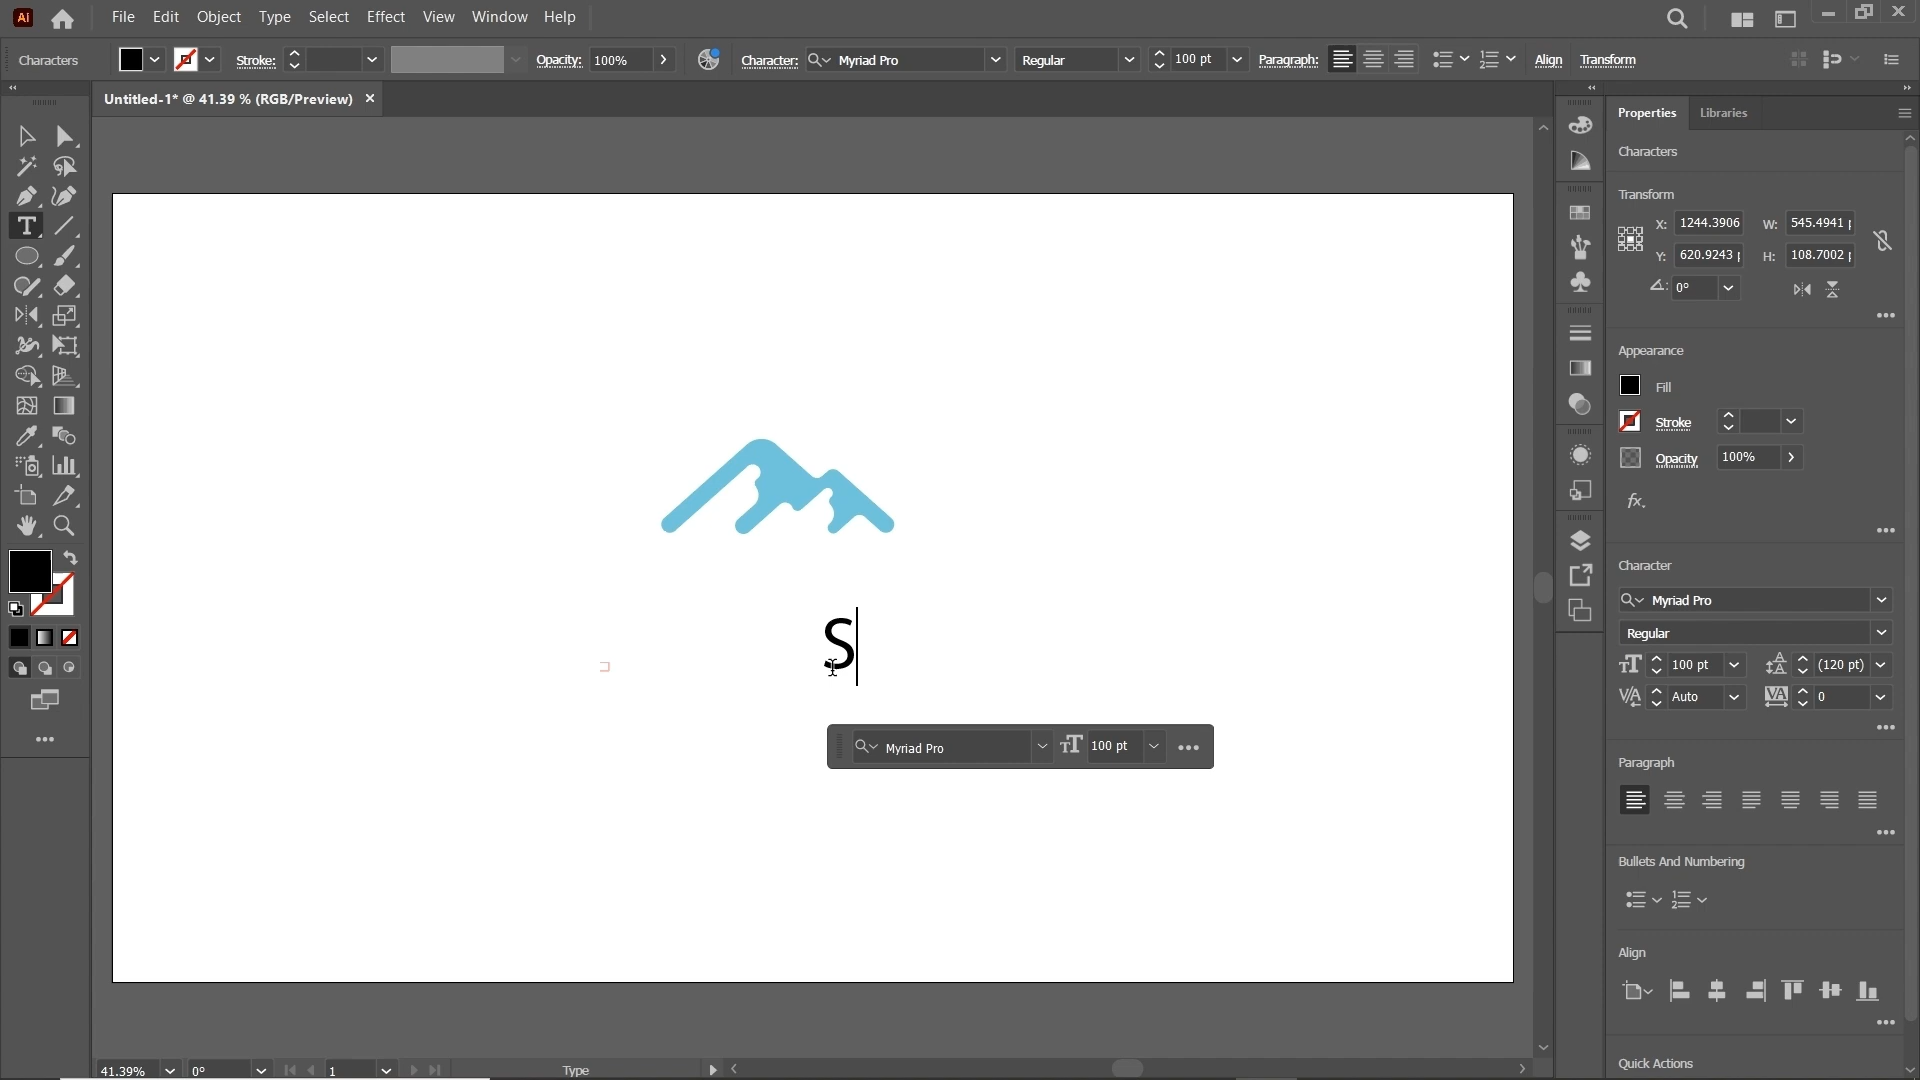 Ai File Edit Object Type Select Effect View Window Help
Characters Stroke: Opacity: 100% Character: Myriad Pro Regular 100 pt Paragraph: Align Transform
Untitled-1* @ 41.39 % (RGB/Preview)
Properties Libraries
Characters
Transform
X: 1244.3906 W: 545.4941 p
Y: 620.9243 p H: 108.7002 p
0°
Appearance
Fill
Stroke
Opacity 100%
fx.
Character
Myriad Pro
Regular
100 pt (120 pt)
Auto 0
S
Myriad Pro 100 pt
Paragraph
Bullets And Numbering
Align
Quick Actions
41.39% 0° 1 Type